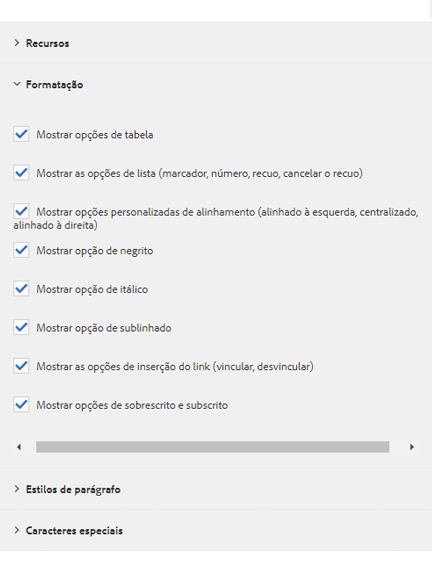 Recursos
Formatação
Mostrar opções de tabela
Mostrar as opções de lista (marcador, número, recuo, cancelar o recuo)
Mostrar opções personalizadas de alinhamento (alinhado à esquerda, centralizado,
alinhado à direita)
Mostrar opção de negrito
Mostrar opção de itálico
Mostrar opção de sublinhado
Mostrar as opções de inserção do link (vincular, desvincular)
Mostrar opções de sobrescrito e subscrito
Estilos de parágrafo
Caracteres especiais